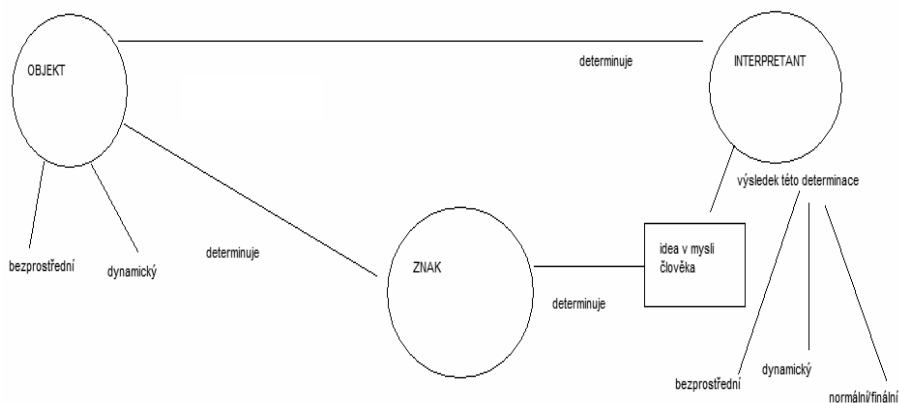 determinuje
OBJEKT
INTERPRETANT
výsledek této determinace
bezprostřední
dynamický
determinuje
ZNAK
idea v mysli
člověka
determinuje
bezprostřední
dynamický
normální/finální